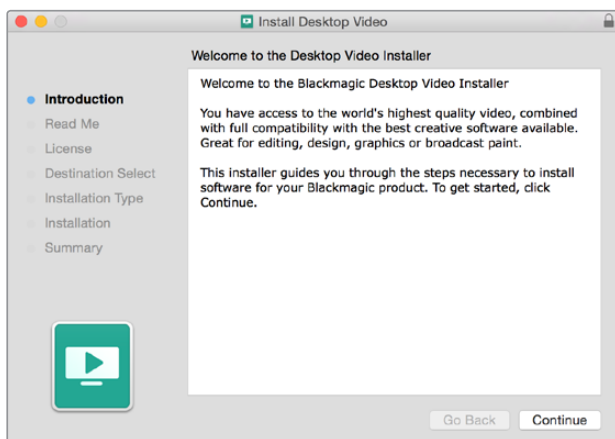 Install Desktop Video
Welcome to the Desktop Video Installer
Introduction
Read Me
License
Destination Select
Installation Type
Installation
Summary
Welcome to the Blackmagic Desktop Video Installer
You have access to the world's highest quality video, combined
with full compatibility with the best creative software available.
Great for editing, design, graphics or broadcast paint.
This installer guides you through the steps necessary to install
software for your Blackmagic product. To get started, click
Continue.
Go Back
Continue